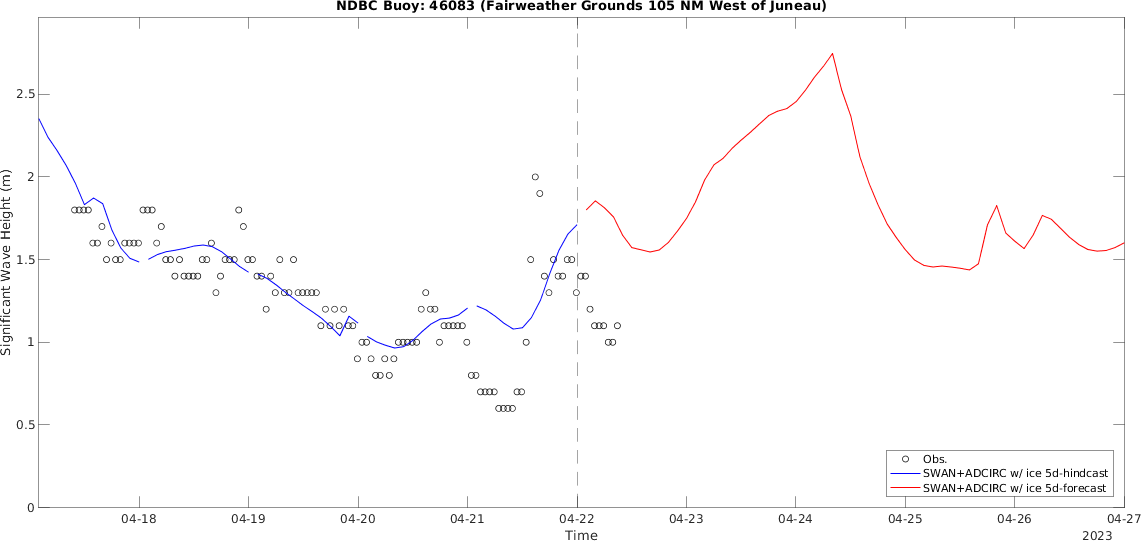 NDBC Buoy: 46083 (Fairweather Grounds 105 NM West of Juneau)
Significant Wave Height (m)
2.5
2
1.5
1
0.5
0
04-18 04-19 04-20 04-21 04-22 04-23 04-24 04-25 04-26 04-27
Time
2023
Obs.
SWAN+ADCIRC w/ ice 5d-hindcast
SWAN+ADCIRC w/ ice 5d-forecast